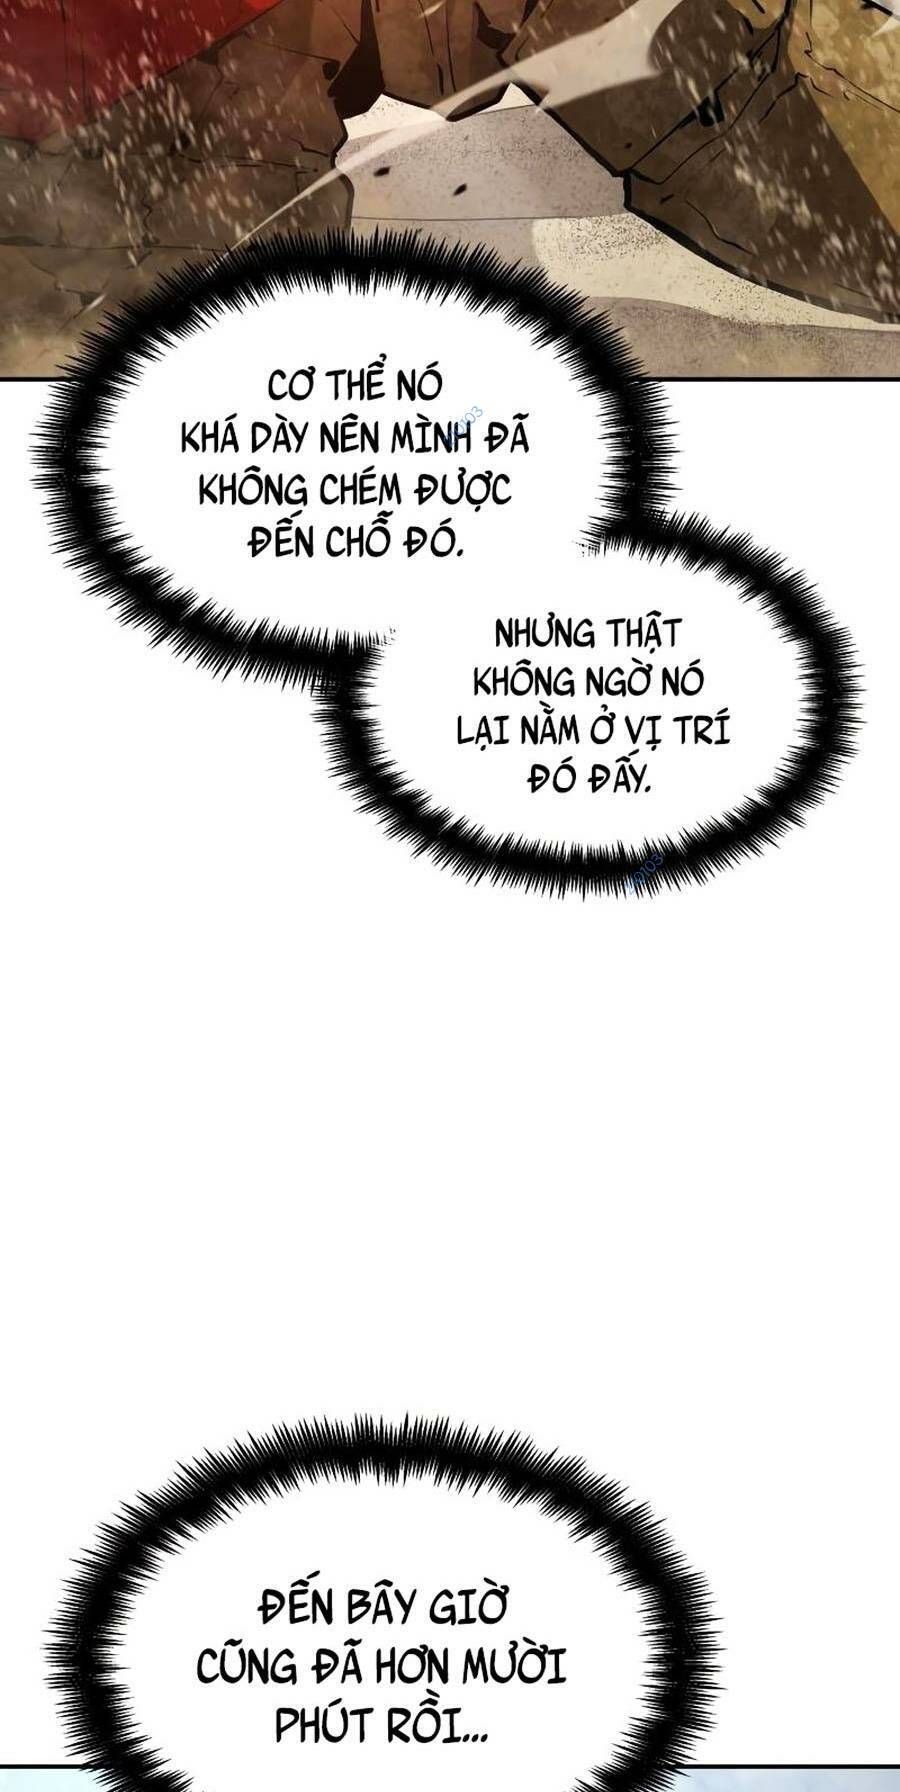 CƠ THỂ NÓ
KHÁ DÀY NÊN MÌNH ĐÃ
KHÔNG CHÉM ĐƯỢC
ĐẾN CHỖ ĐÓ.
NHƯNG THẬT
KHÔNG NGỜ NÓ
LẠI NẰM Ở VỊ TRÍ
ĐÓ ĐẤY.
ĐẾN BÂY GIỜ
CŨNG ĐÃ HƠN MƯỜI
PHÚT RỒI...